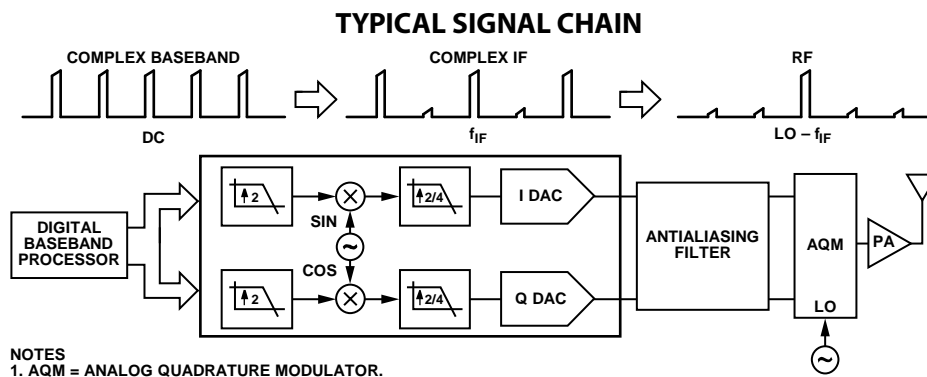 TYPICAL SIGNAL CHAIN
COMPLEX BASEBAND
COMPLEX IF
RF
DC
fIF
LO – fIF
2
2/4
I DAC
SIN
DIGITAL
BASEBAND
PROCESSOR
ANTIALIASING
FILTER
AQM
PA
COS
2
2/4
Q DAC
LO
NOTES
1. AQM = ANALOG QUADRATURE MODULATOR.